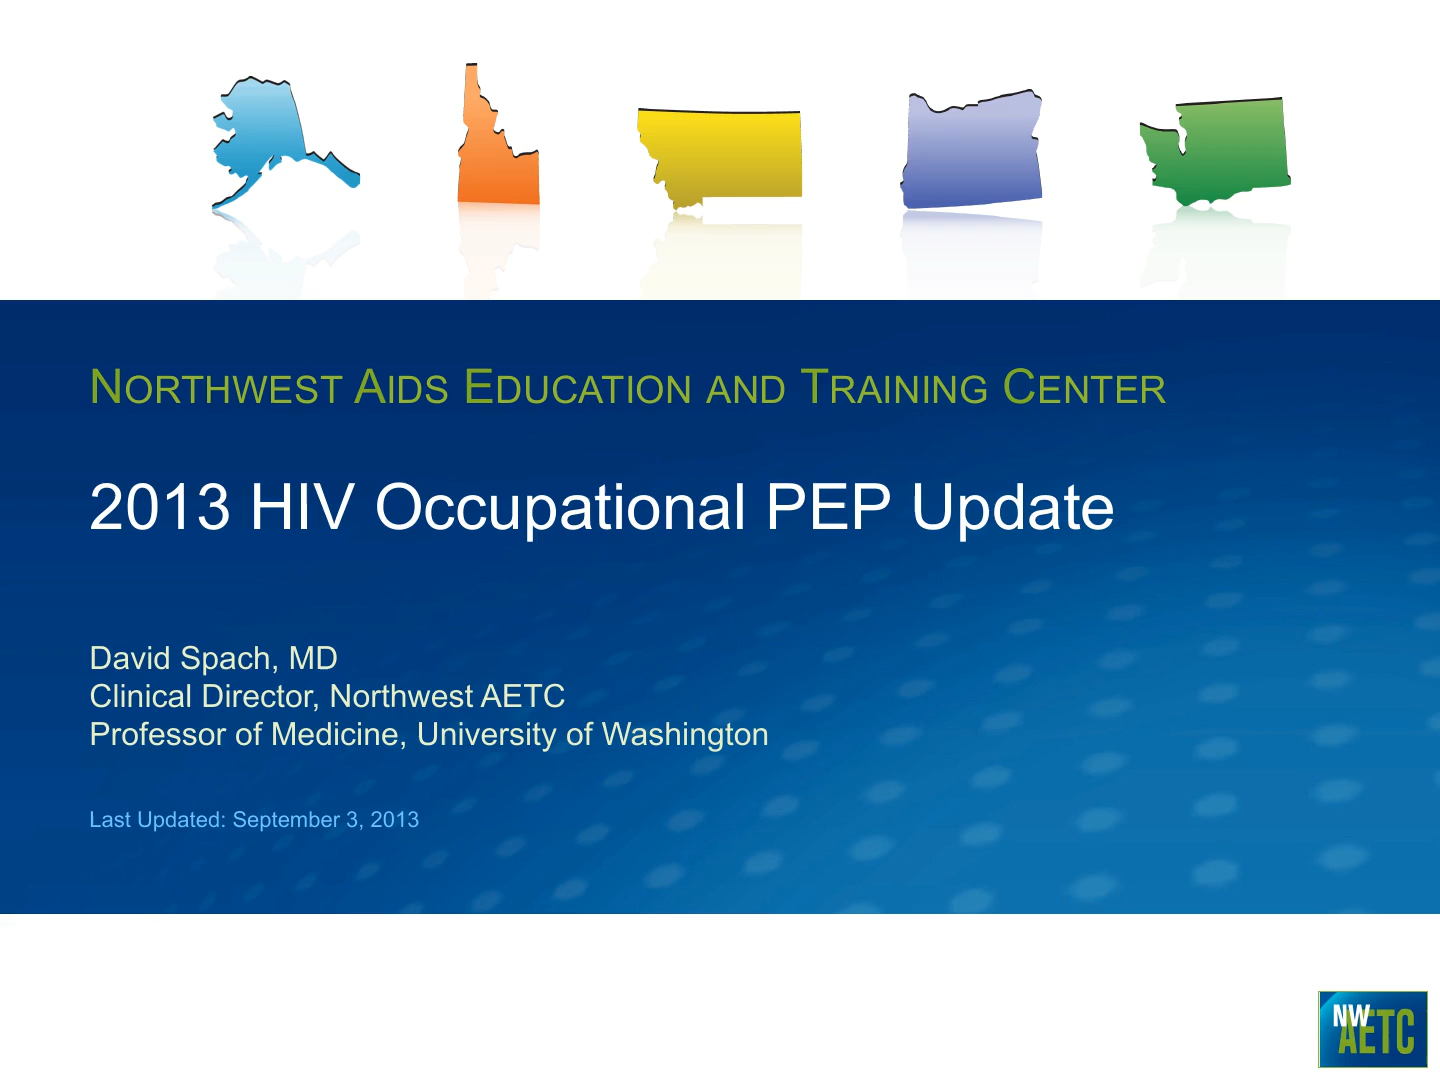 NORTHWEST AIDS EDUCATION AND TRAINING CENTER
2013 HIV Occupational PEP Update
David Spach, MD
Clinical Director, Northwest AETC
Professor of Medicine, University of Washington
Last Updated: September 3, 2013
NW
AETC